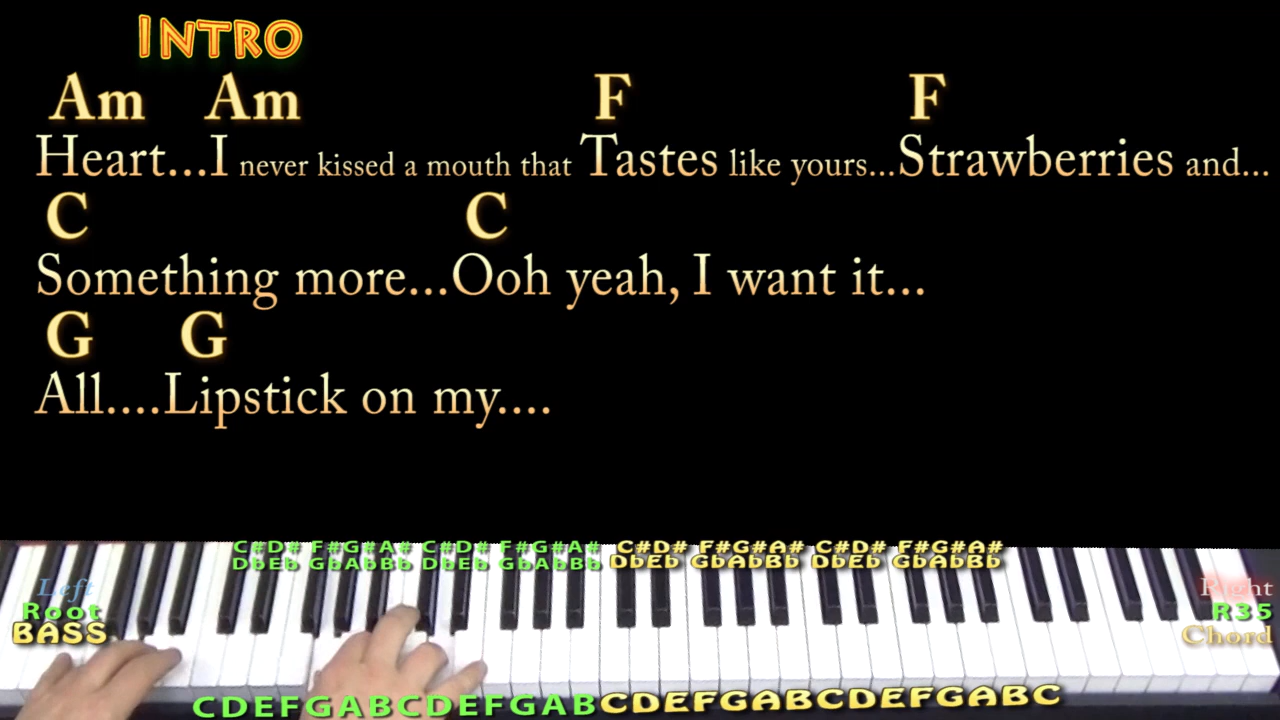 INTRO
Am Am F F
Heart...I never kissed a mouth that Tastes like yours...Strawberries and...
C C
Something more...Ooh yeah, I want it...
G G
All....Lipstick on my....
C#D# F#G#A# C#D# F#G#A# C#D# F#G#A# C#D# F#G#A#
DbEb GbAbBb DbEb GbAbBb DbEb GbAbBb DbEb GbAbBb
Left
Root
BASS
Right
R35
Chord
CDEFGABCDEFGABCDEFGABCDEFGABC